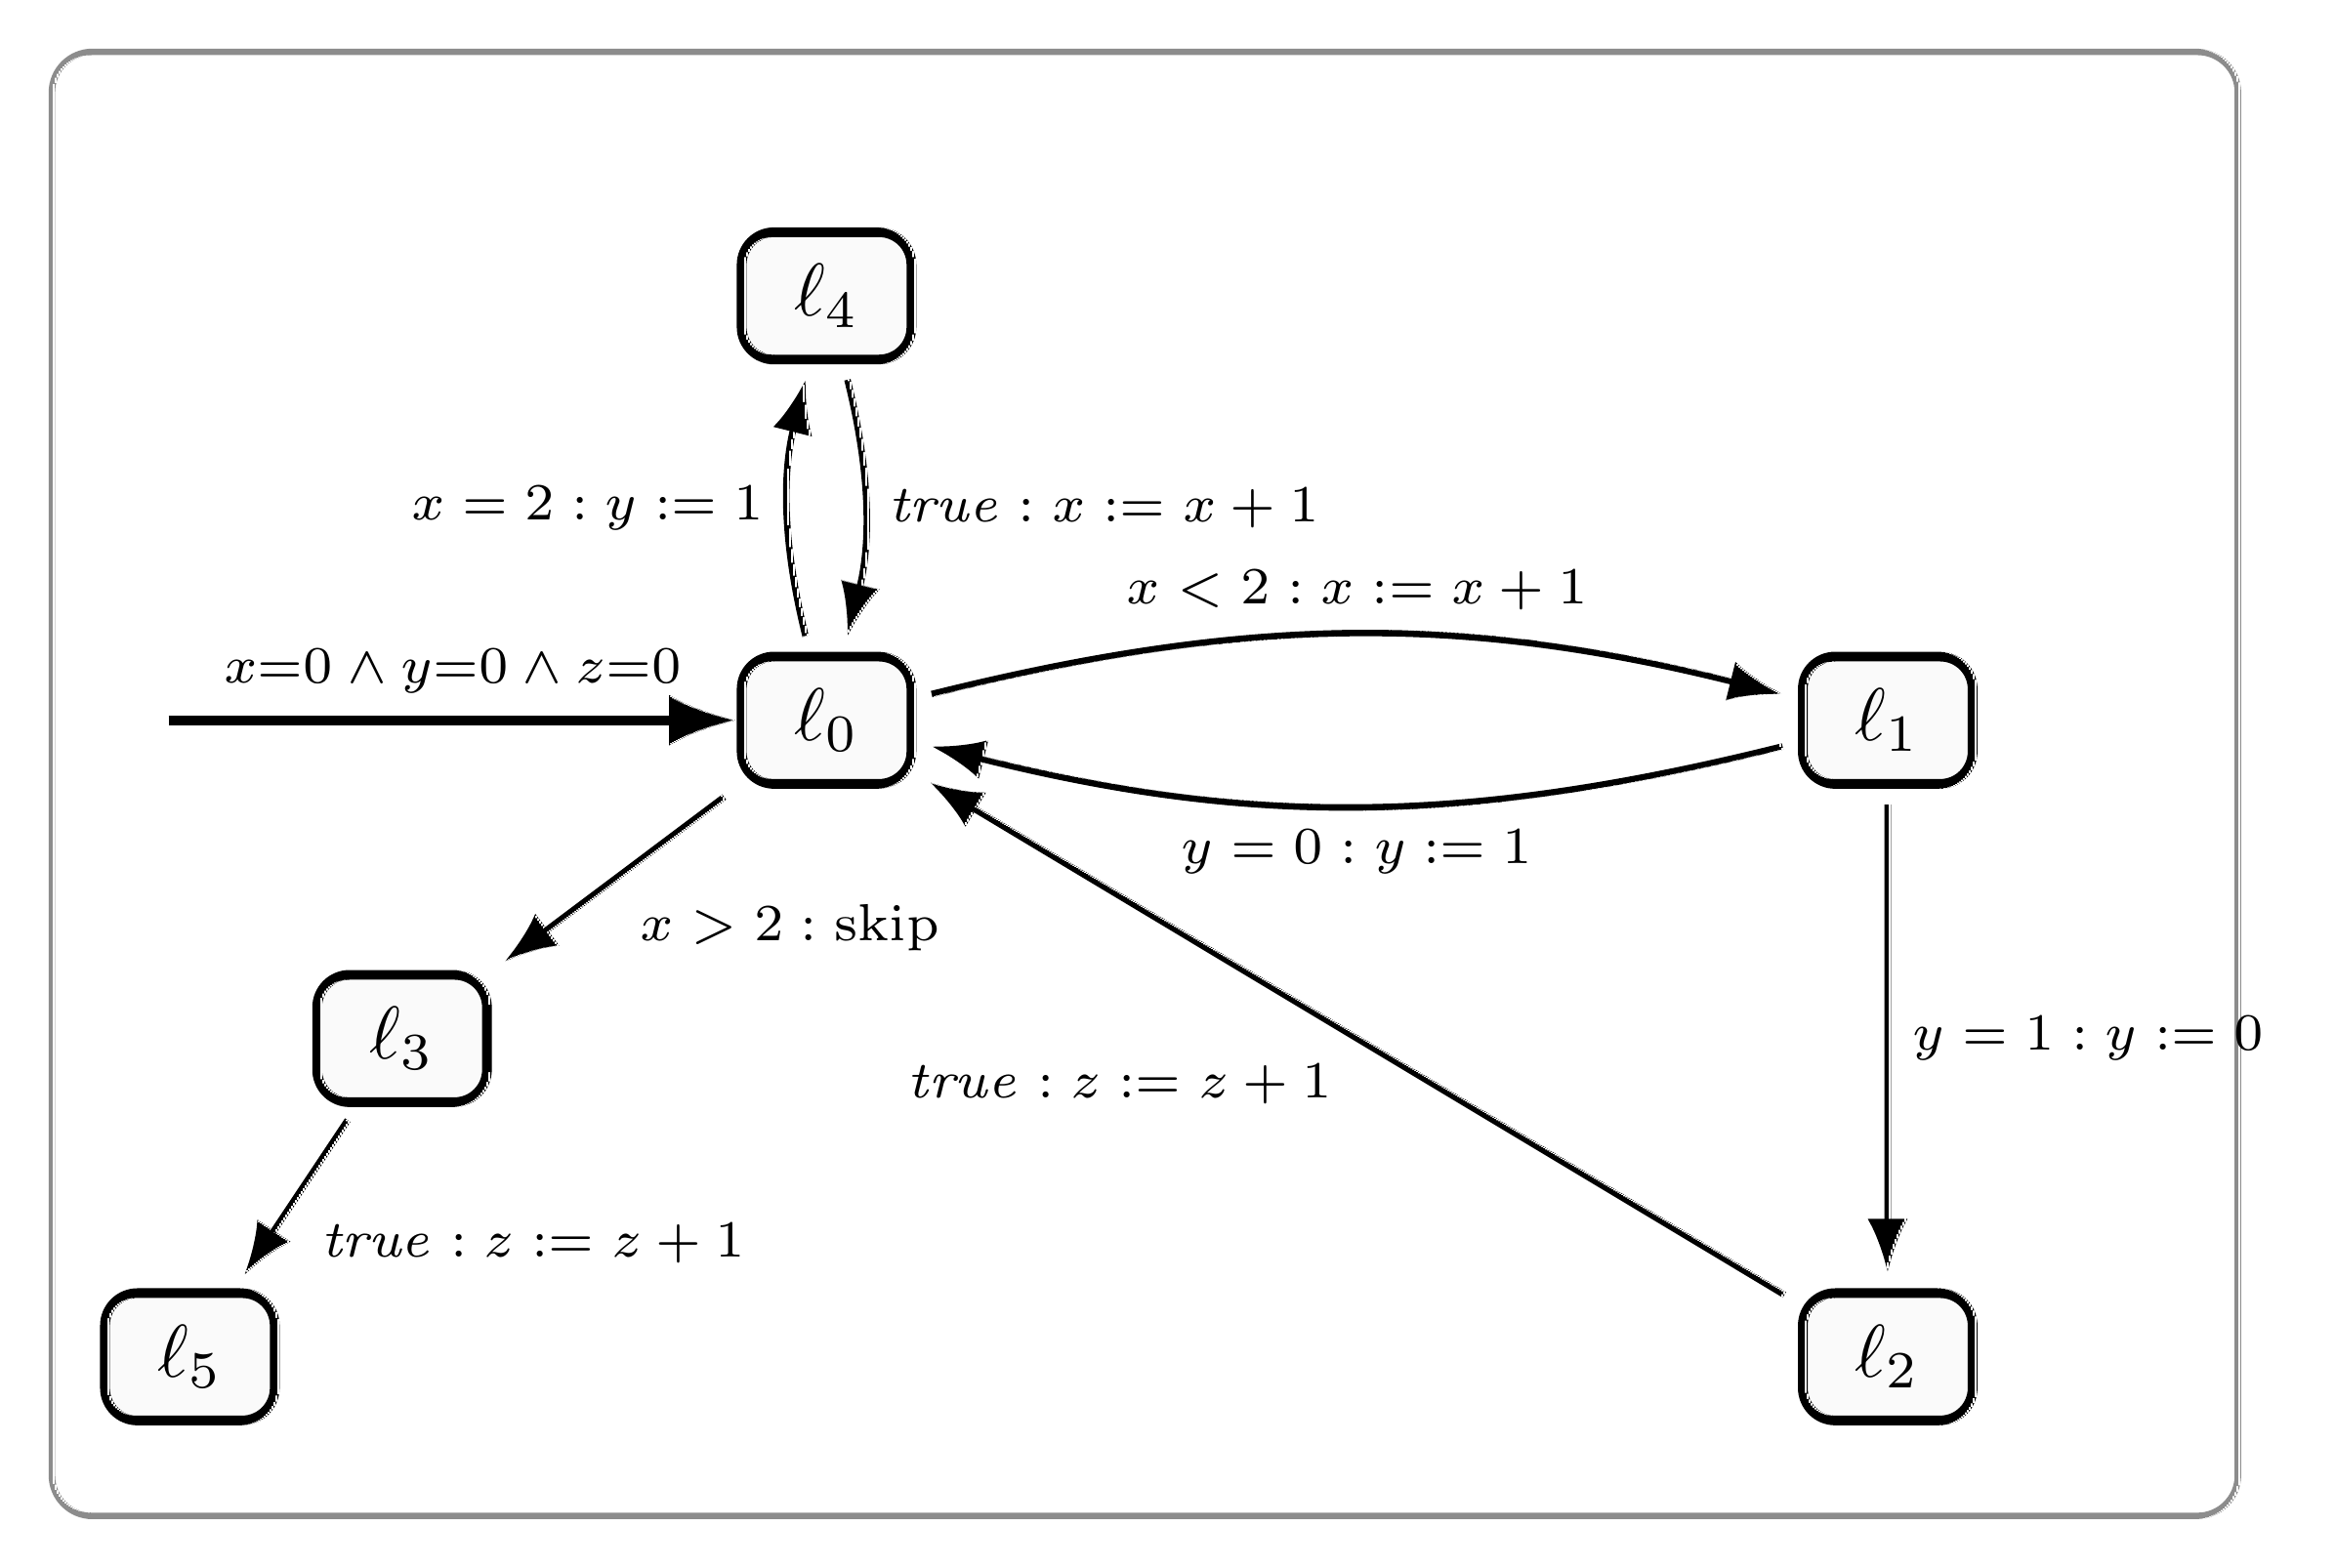 ℓ4
x = 2 : y := 1
true : x := x + 1
x < 2 : x := x + 1
x=0 ∧ y=0 ∧ z=0
ℓ0
ℓ1
y = 0 : y := 1
x > 2 : skip
ℓ3
y = 1 : y := 0
true : z := z + 1
true : z := z + 1
ℓ5
ℓ2